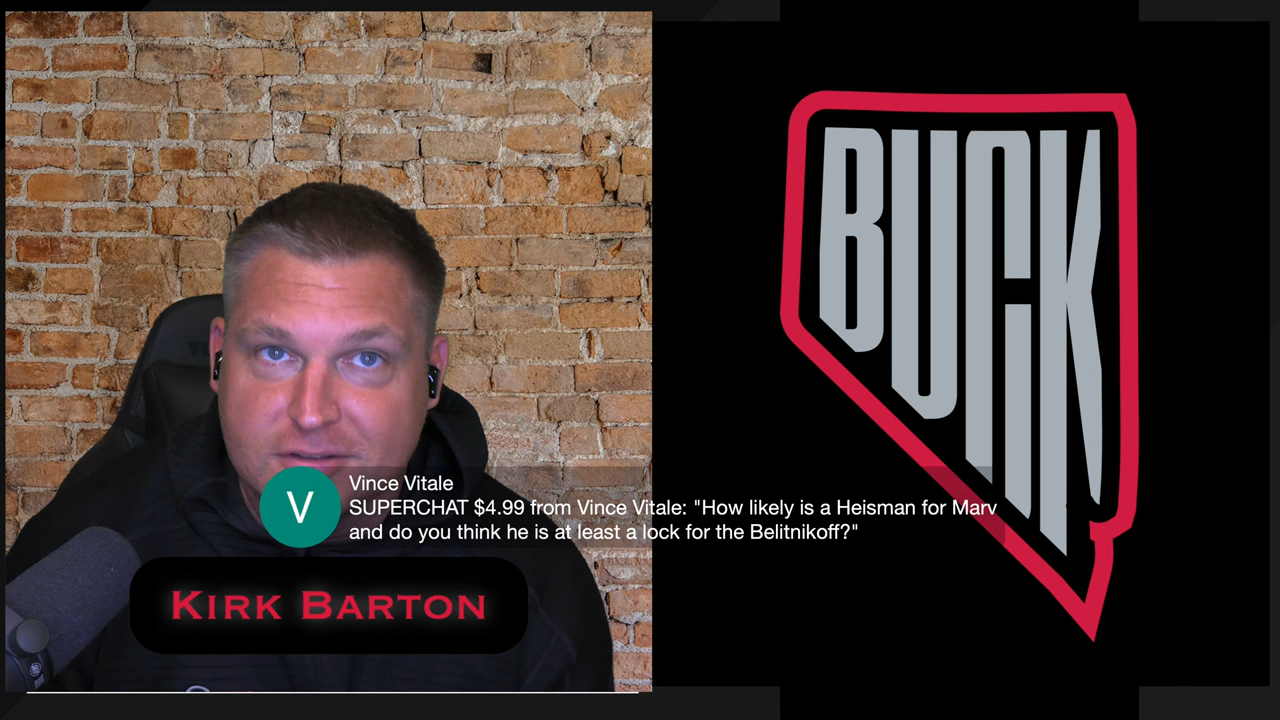 BUCK
Vince Vitale
SUPERCHAT $4.99 from Vince Vitale: "How likely is a Heisman for Marv
and do you think he is at least a lock for the Belitnikoff?"
V
KIRK BARTON